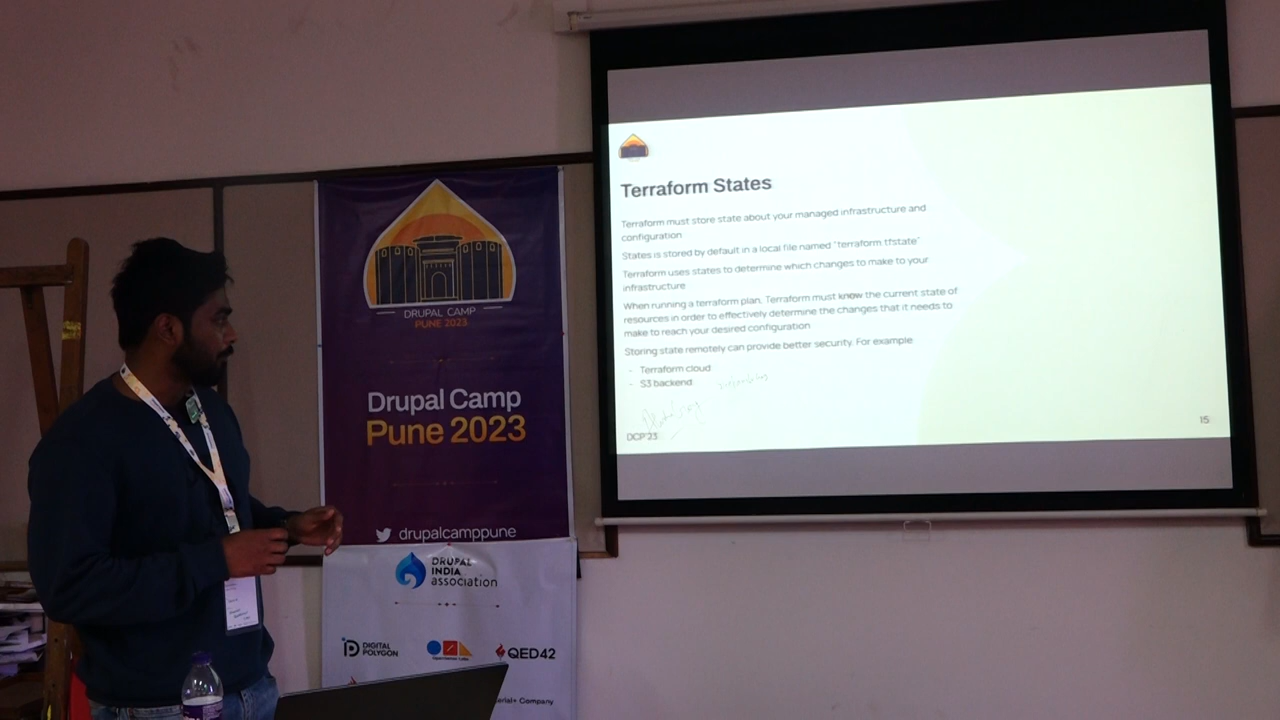 Terraform States
Terraform must store state about your managed infrastructure and
configuration.
States is stored by default in a local file named "terraform.tfstate"
Terraform uses states to determine which changes to make to your
infrastructure
When running a terraform plan, Terraform must know the current state of
resources in order to effectively determine the changes that it needs to
make to reach your desired configuration
Storing state remotely can provide better security. For example
- Terraform cloud
- S3 backend
DCP'23
15
DRUPAL CAMP
PUNE 2023
Drupal Camp
Pune 2023
drupalcamppune
DRUPAL
INDIA
association
DIGITAL
POLYGON
QED42
Company